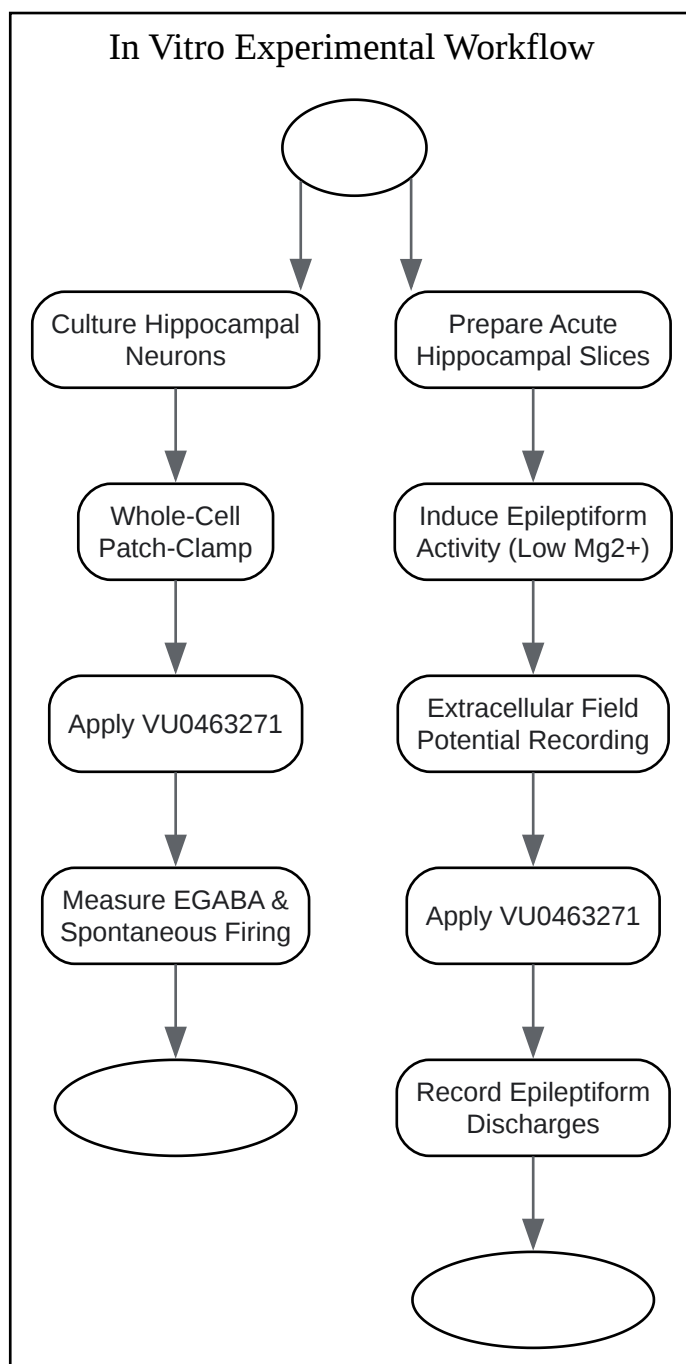 In Vitro Experimental Workflow
Culture Hippocampal
Neurons
Whole-Cell
Patch-Clamp
Apply VU0463271
Measure EGABA &
Spontaneous Firing
Prepare Acute
Hippocampal Slices
Induce Epileptiform
Activity (Low Mg2+)
Extracellular Field
Potential Recording
Apply VU0463271
Record Epileptiform
Discharges